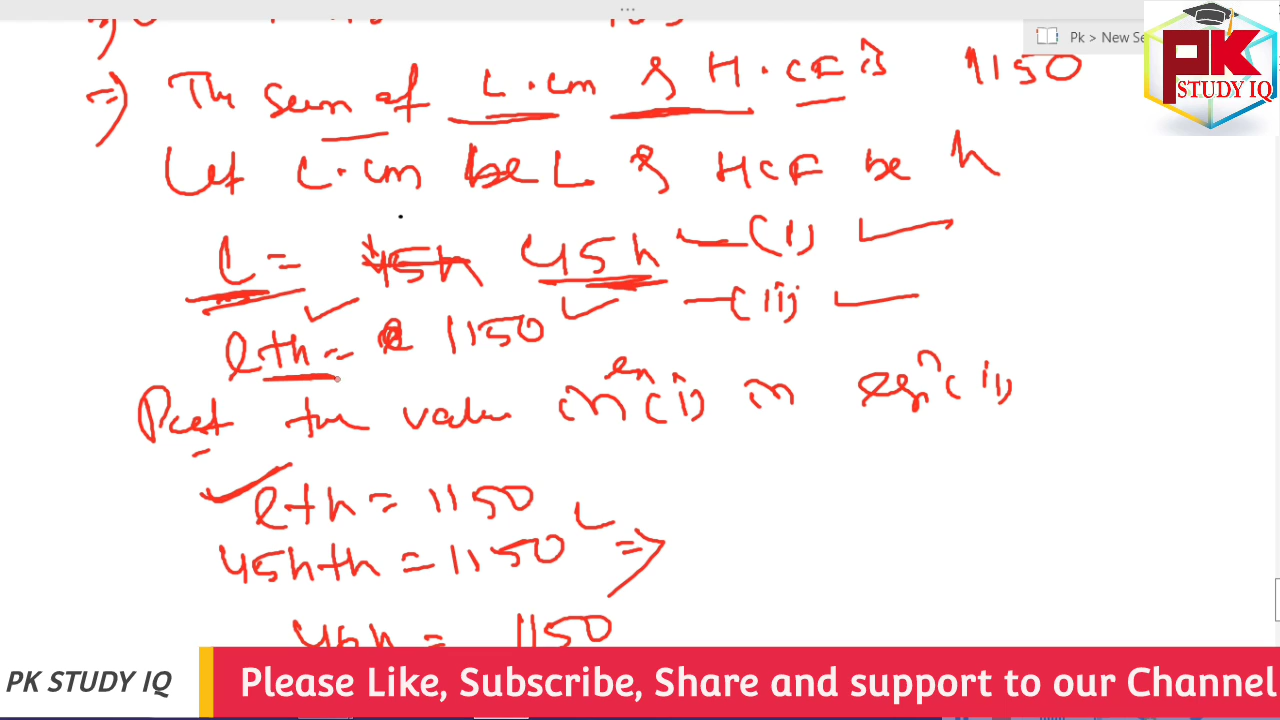 Pk > New Se
PK
STUDY IQ
=) The sum of L.cm & H.CF is 1150
Let L.cm be L & HCF be h
L = 45h 45h —(i)
l+h = 1150 —(ii)
Put the value in eqn (i) in eqn (ii)
l+h = 1150
45h+h = 1150 =>
46h = 1150
PK STUDY IQ
Please Like, Subscribe, Share and support to our Channel